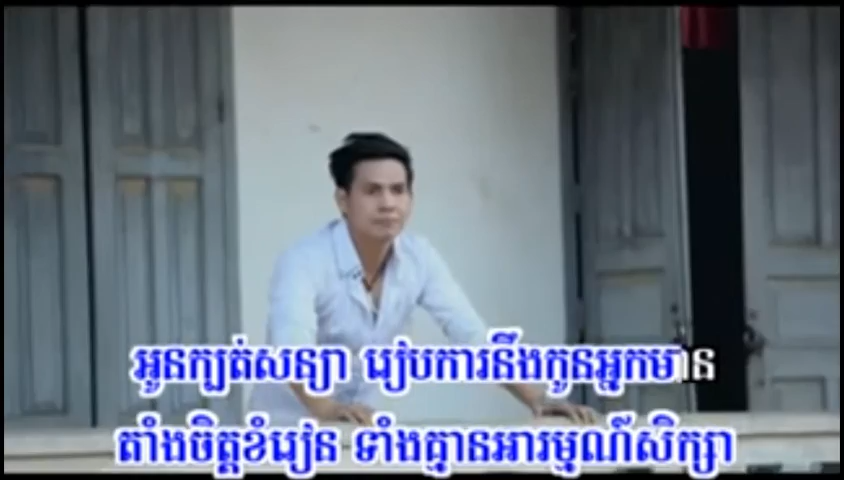 អូនក្បត់សន្យា រៀបការនឹងកូនអ្នកមាន
តាំងចិត្តខំរៀន ទាំងគ្មានអារម្មណ៍សិក្សា